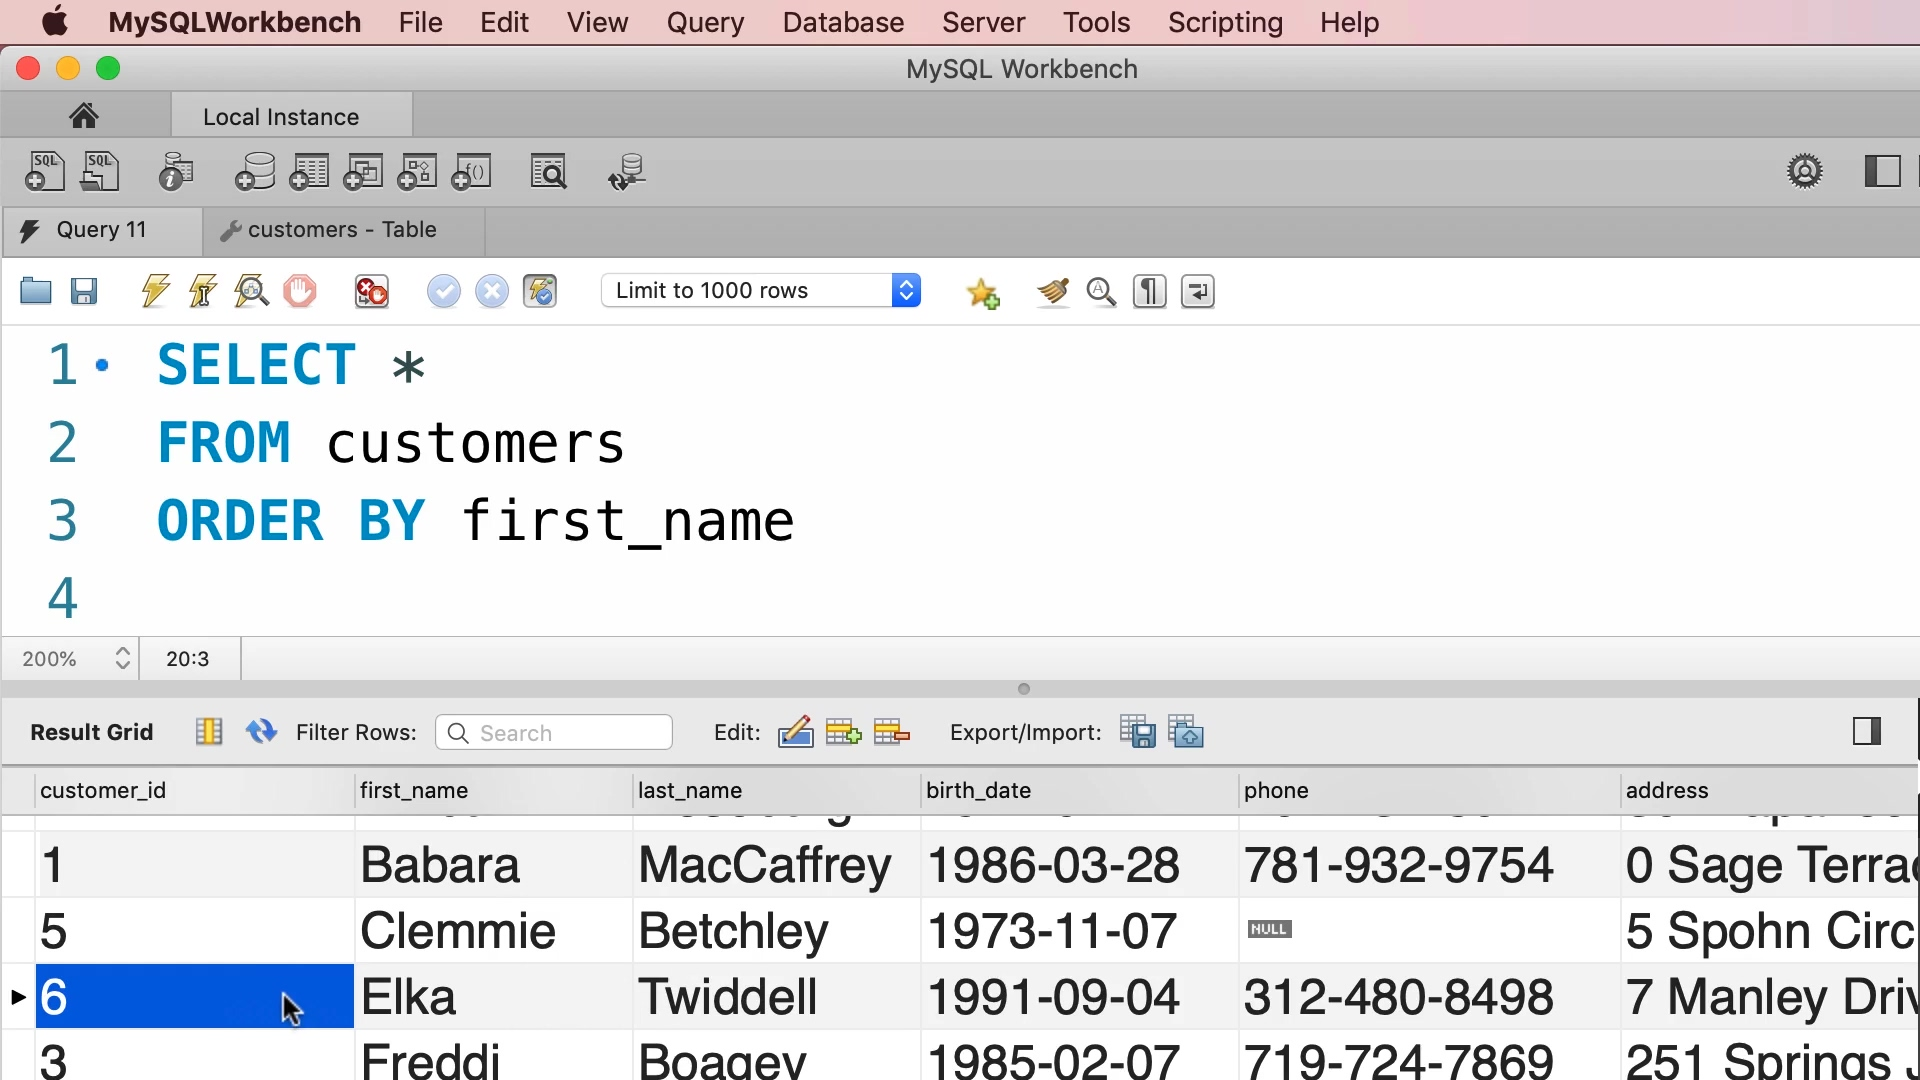 MySQLWorkbench File Edit View Query Database Server Tools Scripting Help
MySQL Workbench
Local Instance
SQL SQL
Query 11 customers - Table
Limit to 1000 rows
1 SELECT *
2 FROM customers
3 ORDER BY first_name
4
200% 20:3
Result Grid Filter Rows: Search Edit: Export/Import:
customer_id first_name last_name birth_date phone address
1 Babara MacCaffrey 1986-03-28 781-932-9754 0 Sage Terrac
5 Clemmie Betchley 1973-11-07 NULL 5 Spohn Circ
6 Elka Twiddell 1991-09-04 312-480-8498 7 Manley Driv
3 Freddi Boagey 1985-02-07 719-724-7869 251 Springs J